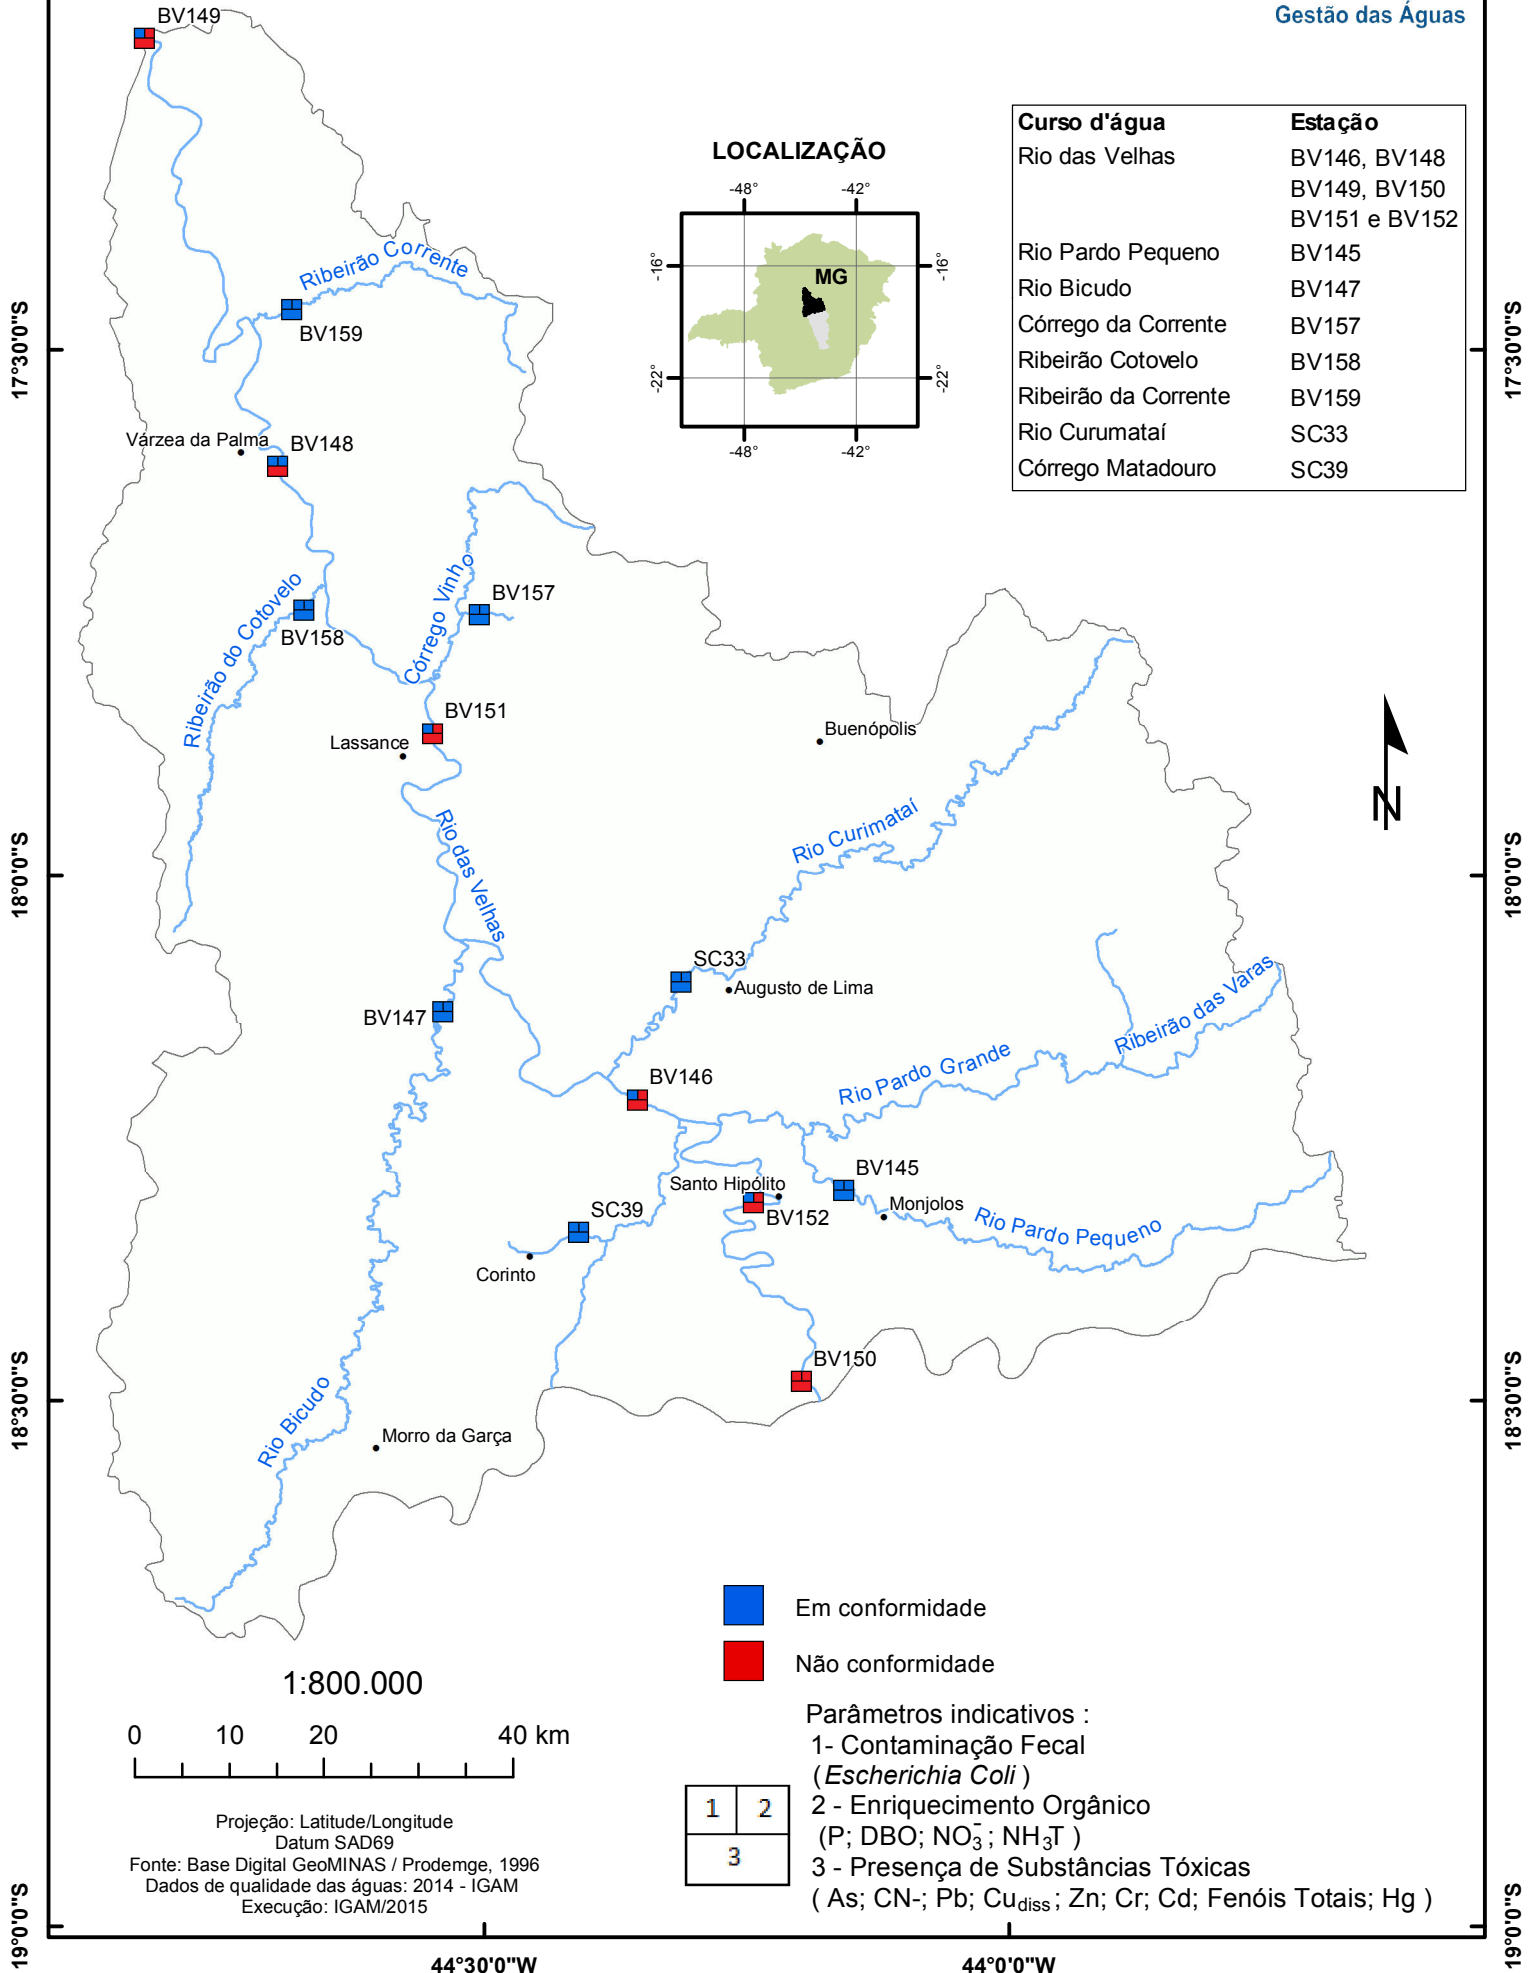 Gestão das Águas
BV149
LOCALIZAÇÃO
-48° -42°
-16° -16°
MG
-22° -22°
-48° -42°
Curso d'água Estação
Rio das Velhas BV146, BV148
BV149, BV150
BV151 e BV152
Rio Pardo Pequeno BV145
Rio Bicudo BV147
Córrego da Corrente BV157
Ribeirão Cotovelo BV158
Ribeirão da Corrente BV159
Rio Curumataí SC33
Córrego Matadouro SC39
Ribeirão Corrente
BV159
17°30'0"S 17°30'0"S
Várzea da Palma
BV148
Córrego Vinho
BV157
Ribeirão do Cotovelo
BV158
BV151
Lassance
Buenópolis
N
Rio das Velhas
Rio Curimataí
18°0'0"S 18°0'0"S
SC33
Augusto de Lima
BV147
Ribeirão das Varas
Rio Pardo Grande
BV146
BV145
Santo Hipólito
BV152
Monjolos
Rio Pardo Pequeno
SC39
Corinto
BV150
18°30'0"S 18°30'0"S
Rio Bicudo
Morro da Garça
Em conformidade
Não conformidade
1:800.000
0 10 20 40 km
Projeção: Latitude/Longitude
Datum SAD69
Fonte: Base Digital GeoMINAS / Prodemge, 1996
Dados de qualidade das águas: 2014 - IGAM
Execução: IGAM/2015
Parâmetros indicativos :
1- Contaminação Fecal
(Escherichia Coli )
1 2
3
2 - Enriquecimento Orgânico
(P; DBO; NO₃⁻; NH₃T )
3 - Presença de Substâncias Tóxicas
( As; CN-; Pb; Cudiss; Zn; Cr; Cd; Fenóis Totais; Hg )
19°0'0"S 19°0'0"S
44°30'0"W 44°0'0"W